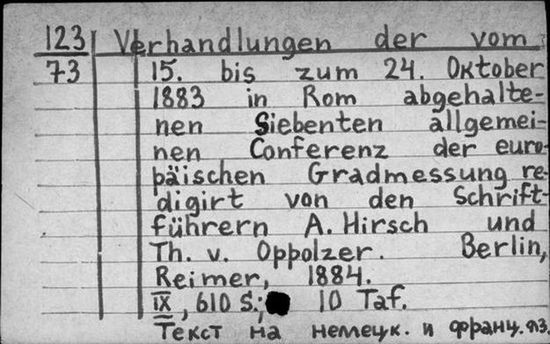 123 Verhandlungen der vom
73 15. bis zum 24. Oktober
1883 in Rom abgehalte-
nen Siebenten allgemei-
nen Conferenz der euro-
päischen Gradmessung re-
digirt von den Schrift-
führern A. Hirsch und
Th. v. Oppolzer. Berlin,
Reimer, 1884.
IX, 610 S.; 10 Taf.
Текст на немецк. и франц. яз.